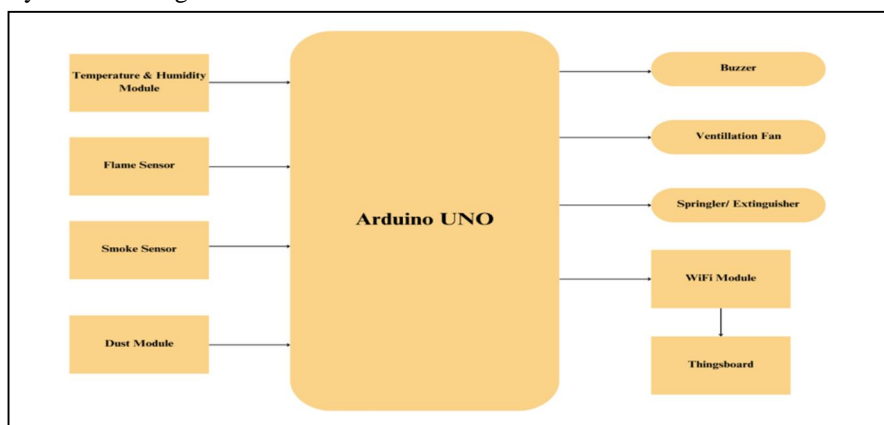 Temperature & Humidity
Module
Flame Sensor
Smoke Sensor
Dust Module
Arduino UNO
Buzzer
Ventillation Fan
Springler/ Extinguisher
WiFi Module
Thingsboard